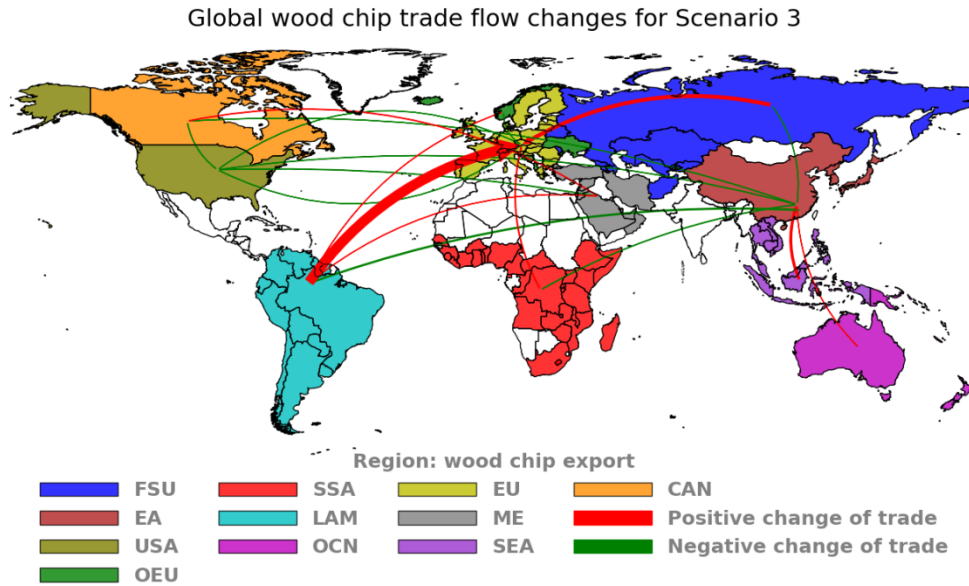 Global wood chip trade flow changes for Scenario 3
Region: wood chip export
FSU SSA EU CAN
EA LAM ME Positive change of trade
USA OCN SEA Negative change of trade
OEU